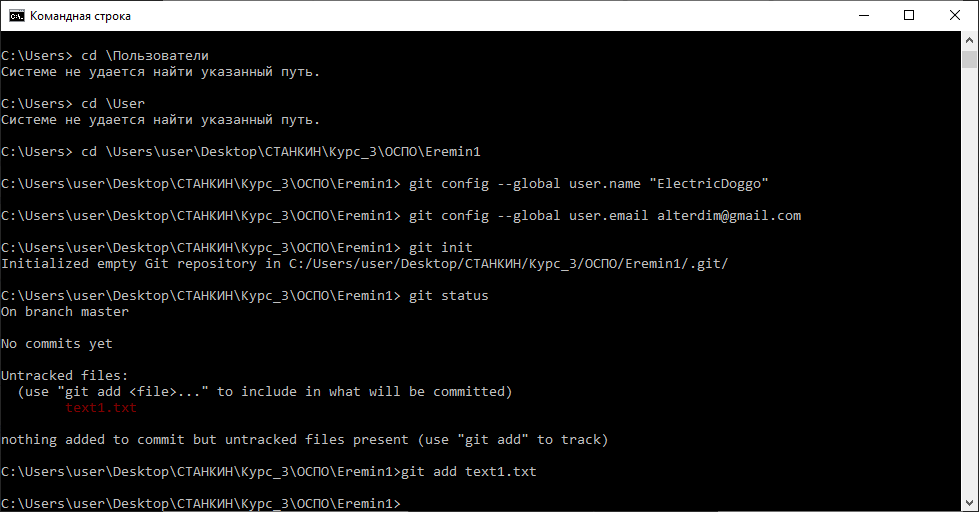 Командная строка
C:\Users> cd \Пользователи
Системе не удается найти указанный путь.
C:\Users> cd \User
Системе не удается найти указанный путь.
C:\Users> cd \Users\user\Desktop\СТАНКИН\Курс_3\ОСПО\Eremin1
C:\Users\user\Desktop\СТАНКИН\Курс_3\ОСПО\Eremin1> git config --global user.name "ElectricDoggo"
C:\Users\user\Desktop\СТАНКИН\Курс_3\ОСПО\Eremin1> git config --global user.email alterdim@gmail.com
C:\Users\user\Desktop\СТАНКИН\Курс_3\ОСПО\Eremin1> git init
Initialized empty Git repository in C:/Users/user/Desktop/СТАНКИН/Курс_3/ОСПО/Eremin1/.git/
C:\Users\user\Desktop\СТАНКИН\Курс_3\ОСПО\Eremin1> git status
On branch master
No commits yet
Untracked files:
  (use "git add <file>..." to include in what will be committed)
        text1.txt
nothing added to commit but untracked files present (use "git add" to track)
C:\Users\user\Desktop\СТАНКИН\Курс_3\ОСПО\Eremin1>git add text1.txt
C:\Users\user\Desktop\СТАНКИН\Курс_3\ОСПО\Eremin1>